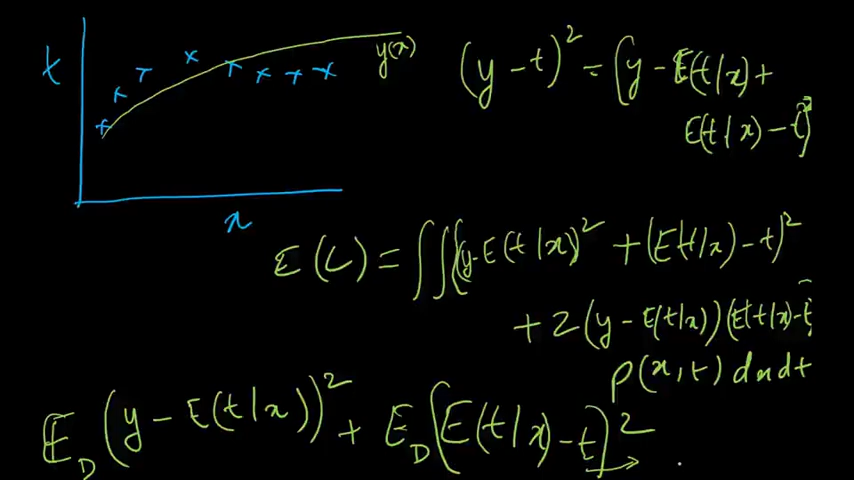 t
y(x)
x
(y - t)² = (y - E(t/x) +
E(t/x) - t)²
E(L) = ∫∫((y - E(t/x))² + (E(t/x) - t)²
+ 2(y - E(t/x))(E(t/x) - t)
p(x,t) dx dt
E_D (y - E(t/x))² + E_D (E(t/x) - t)²